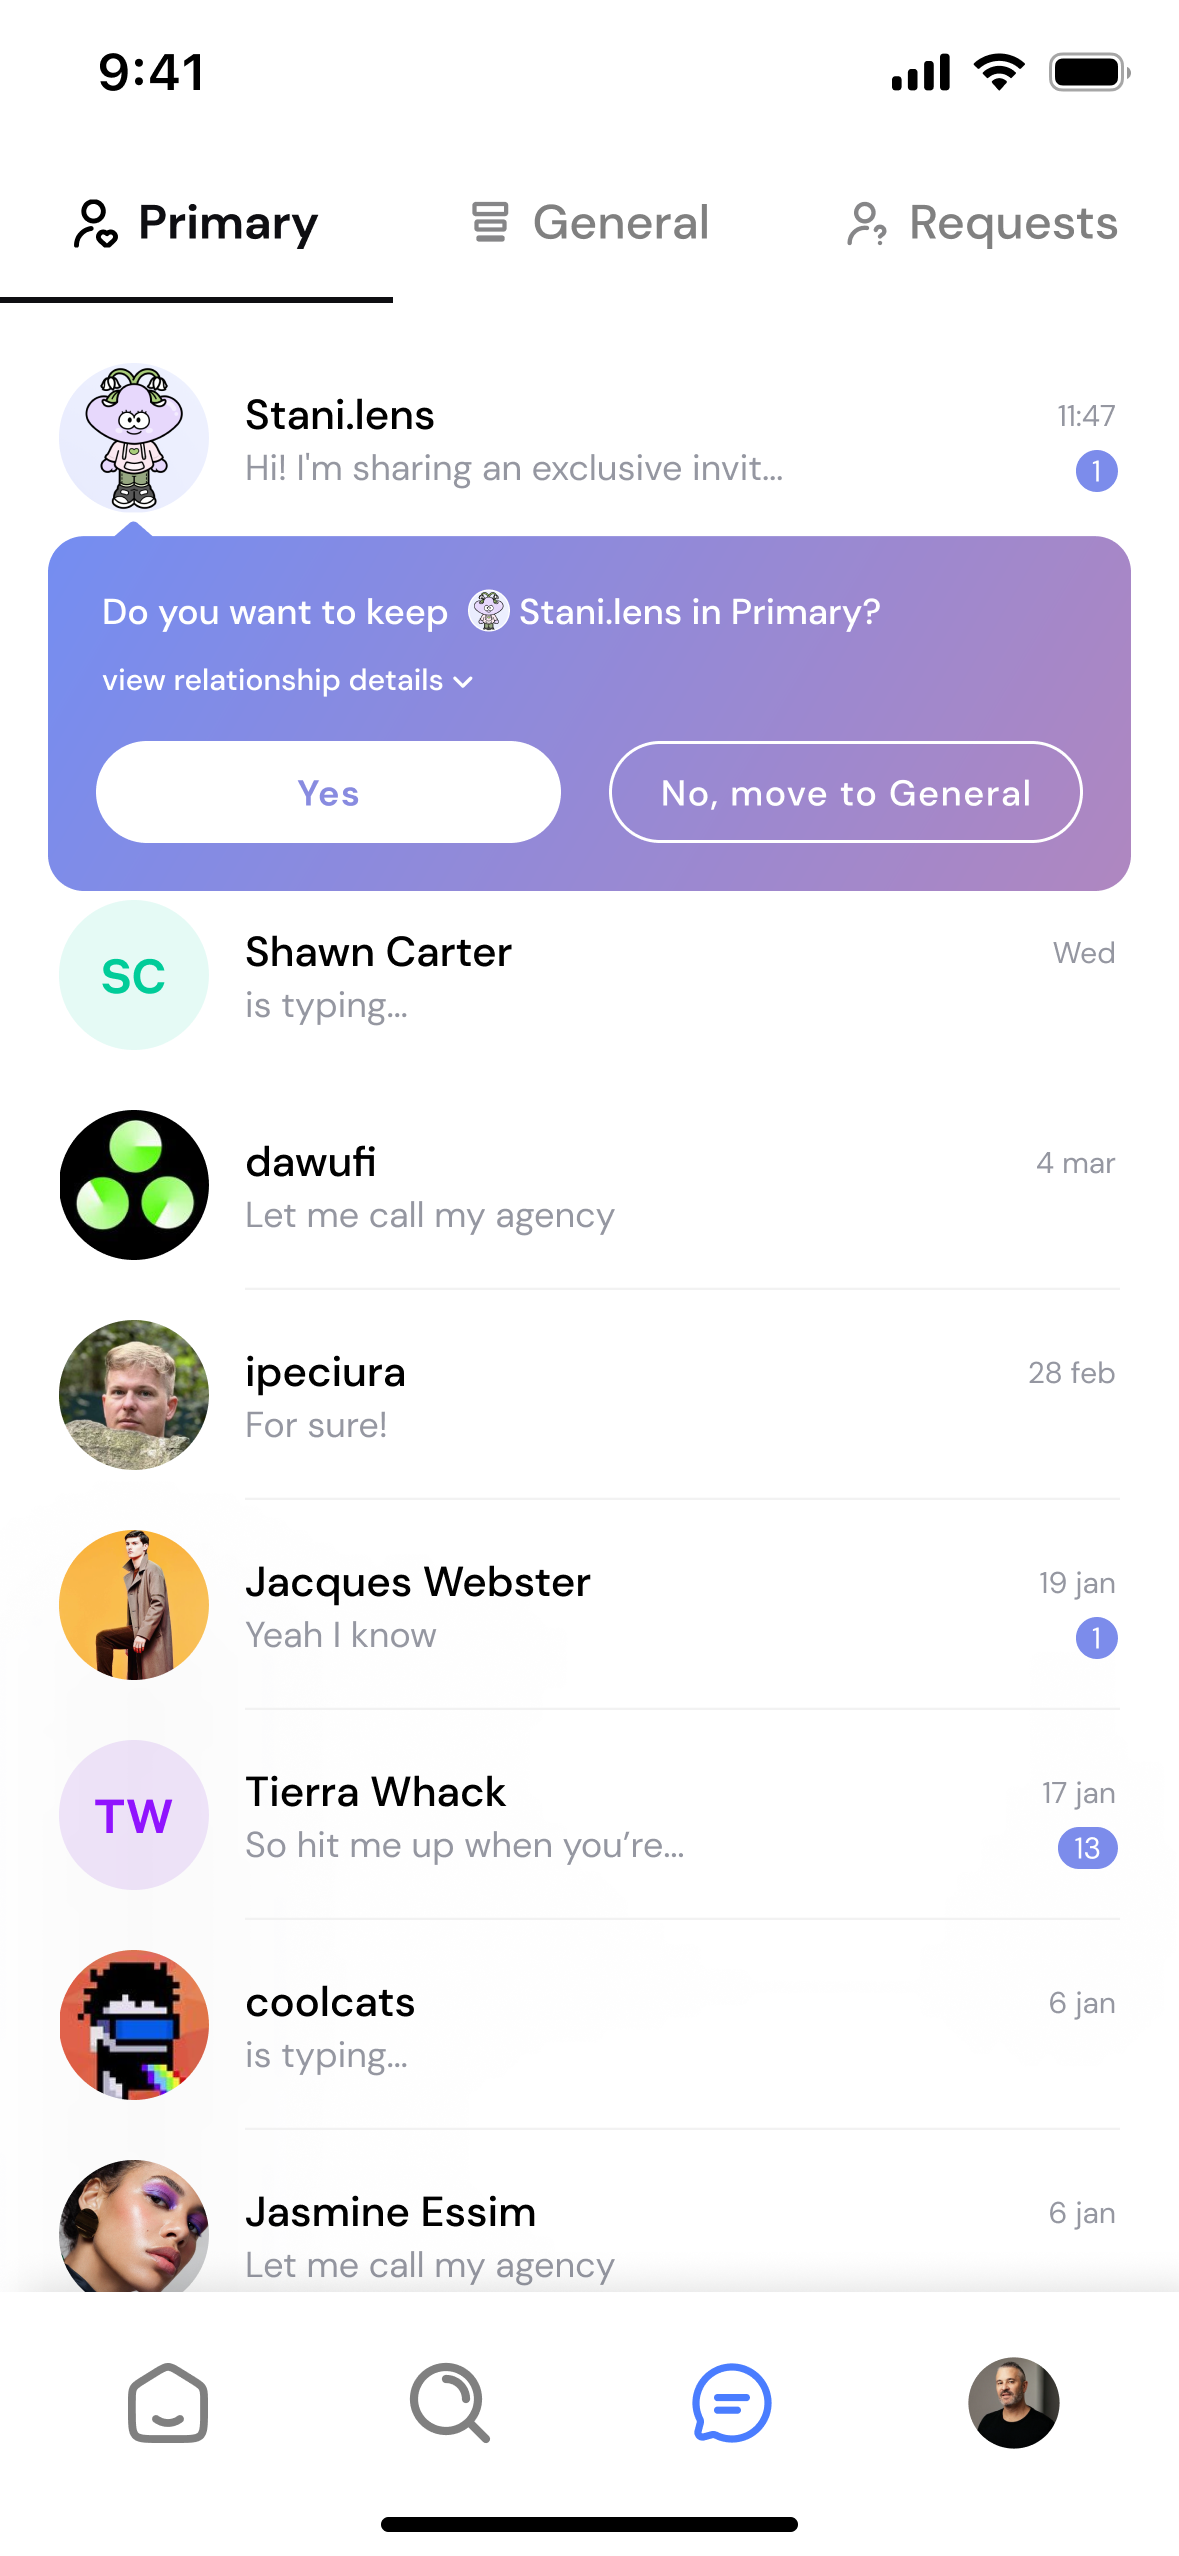 9:41
Primary
General
Requests
Stani.lens
11:47
Hi! I'm sharing an exclusive invit...
1
Do you want to keep Stani.lens in Primary?
view relationship details
Yes
No, move to General
SC
Shawn Carter
Wed
is typing...
dawufi
4 mar
Let me call my agency
ipeciura
28 feb
For sure!
Jacques Webster
19 jan
Yeah I know
1
TW
Tierra Whack
17 jan
So hit me up when you’re...
13
coolcats
6 jan
is typing...
Jasmine Essim
6 jan
Let me call my agency